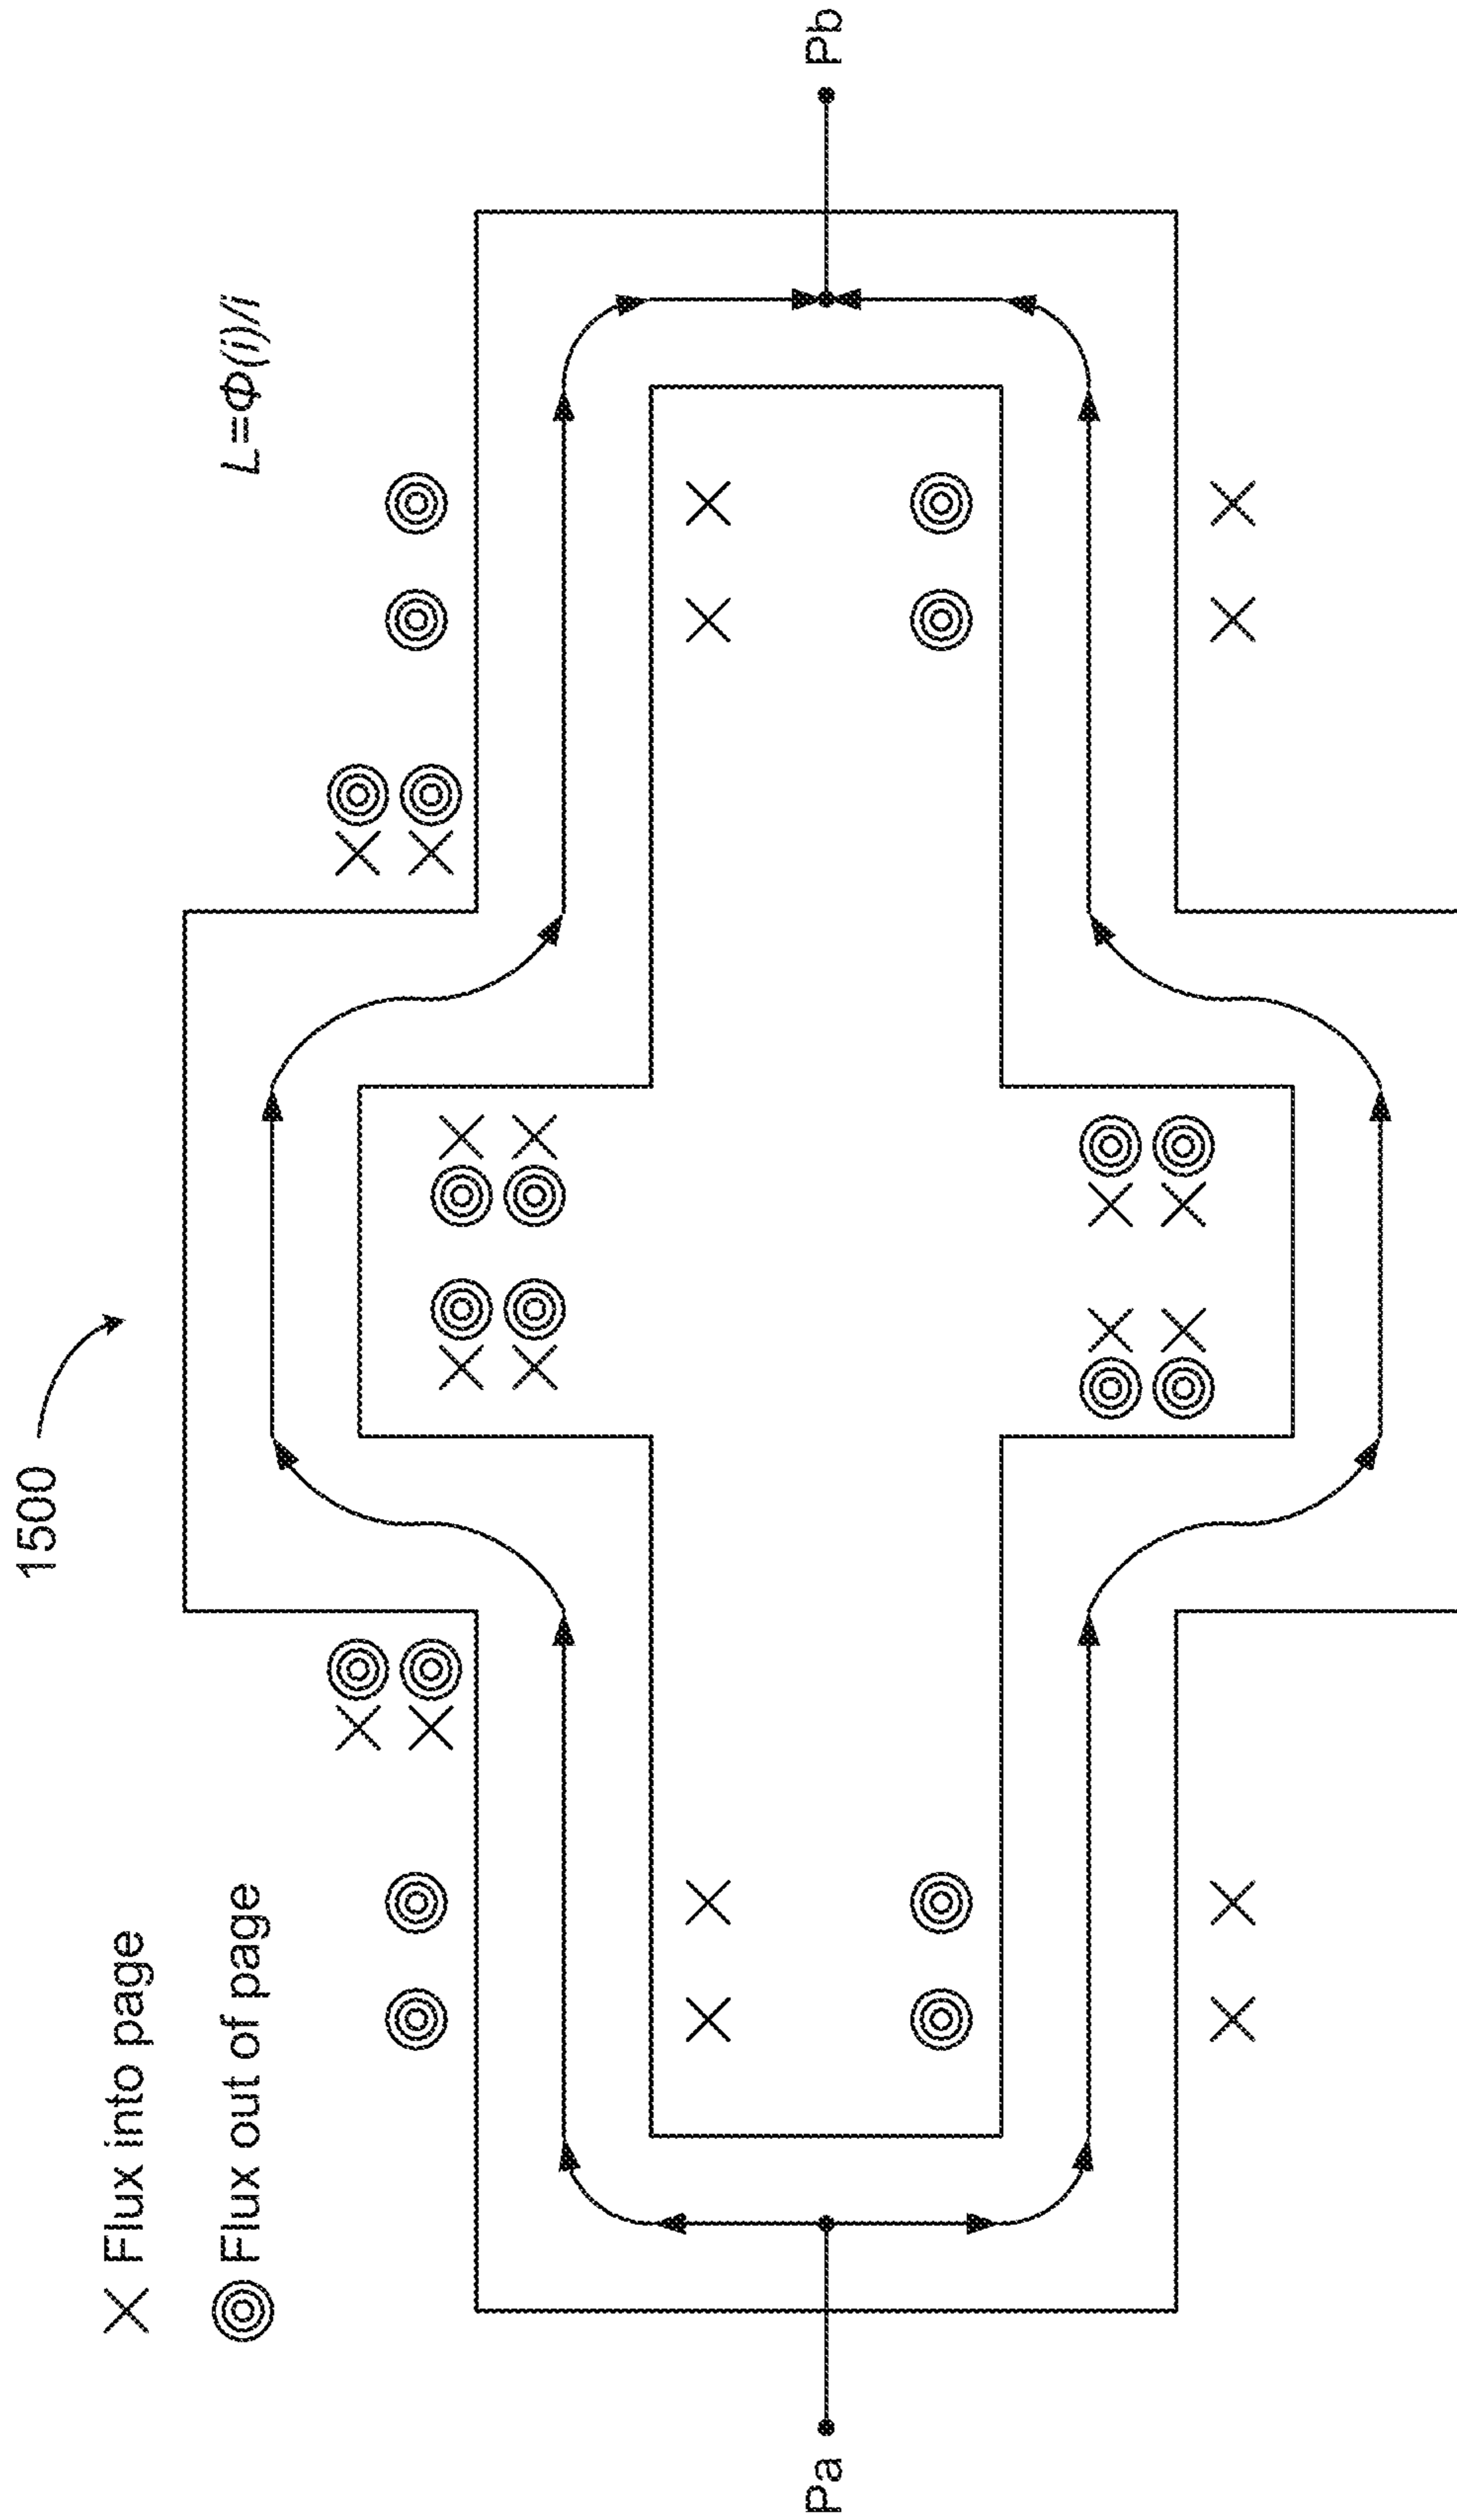 1500
× Flux into page
◎ Flux out of page
L=Φ(i)/i
Pa
Pb